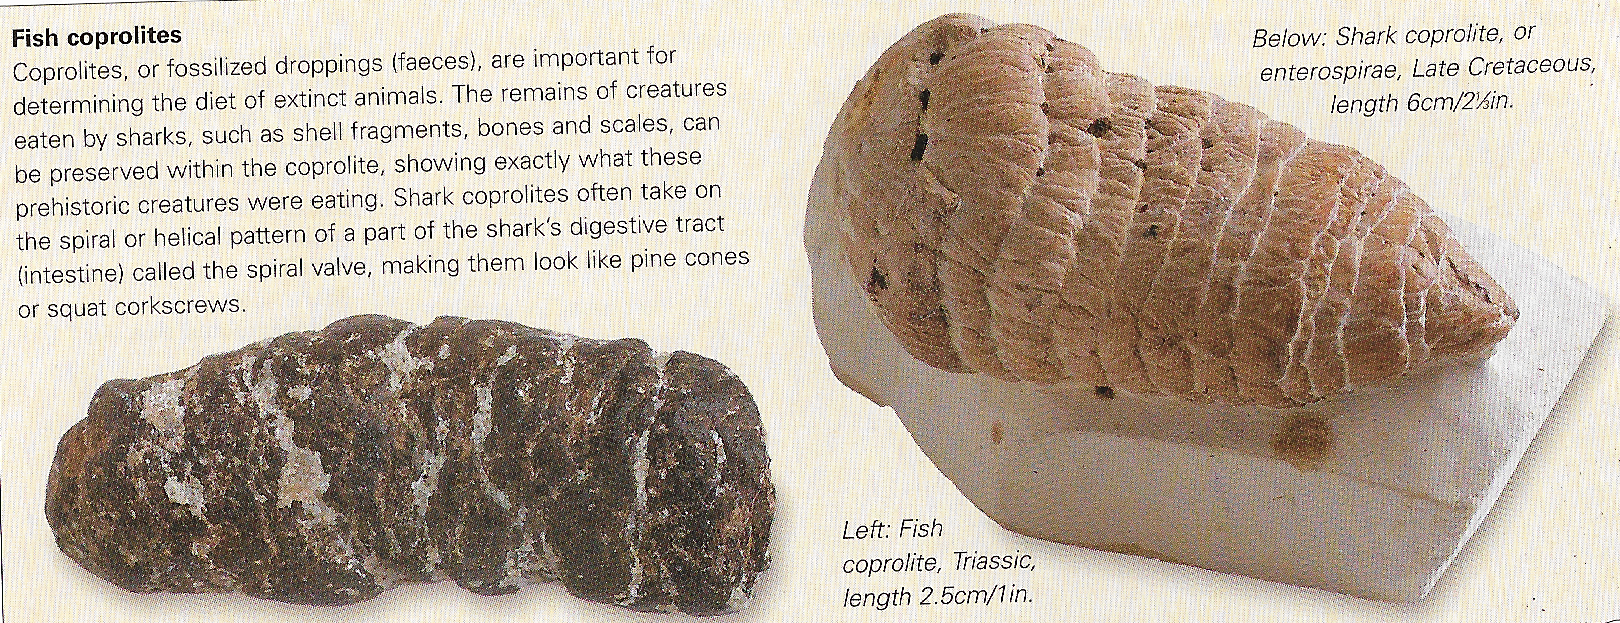 Fish coprolites
Coprolites, or fossilized droppings (faeces), are important for
determining the diet of extinct animals. The remains of creatures
eaten by sharks, such as shell fragments, bones and scales, can
be preserved within the coprolite, showing exactly what these
prehistoric creatures were eating. Shark coprolites often take on
the spiral or helical pattern of a part of the shark's digestive tract
(intestine) called the spiral valve, making them look like pine cones
or squat corkscrews.
Below: Shark coprolite, or
enterospirae, Late Cretaceous,
length 6cm/2⅓in.
Left: Fish
coprolite, Triassic,
length 2.5cm/1in.